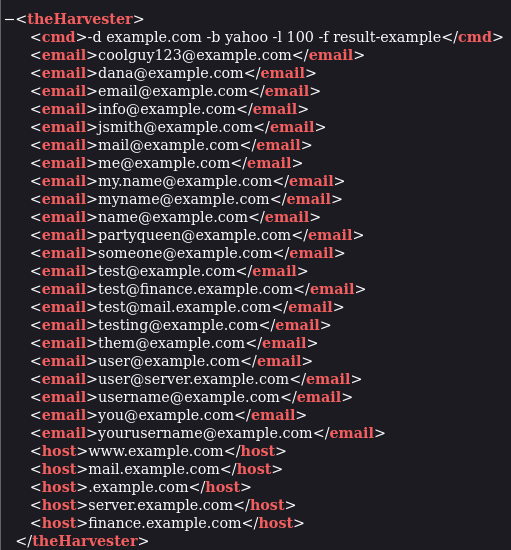 −<theHarvester>
<cmd>-d example.com -b yahoo -l 100 -f result-example</cmd>
<email>coolguy123@example.com</email>
<email>dana@example.com</email>
<email>email@example.com</email>
<email>info@example.com</email>
<email>jsmith@example.com</email>
<email>mail@example.com</email>
<email>me@example.com</email>
<email>my.name@example.com</email>
<email>myname@example.com</email>
<email>name@example.com</email>
<email>partyqueen@example.com</email>
<email>someone@example.com</email>
<email>test@example.com</email>
<email>test@finance.example.com</email>
<email>test@mail.example.com</email>
<email>testing@example.com</email>
<email>them@example.com</email>
<email>user@example.com</email>
<email>user@server.example.com</email>
<email>username@example.com</email>
<email>you@example.com</email>
<email>yourusername@example.com</email>
<host>www.example.com</host>
<host>mail.example.com</host>
<host>.example.com</host>
<host>server.example.com</host>
<host>finance.example.com</host>
</theHarvester>